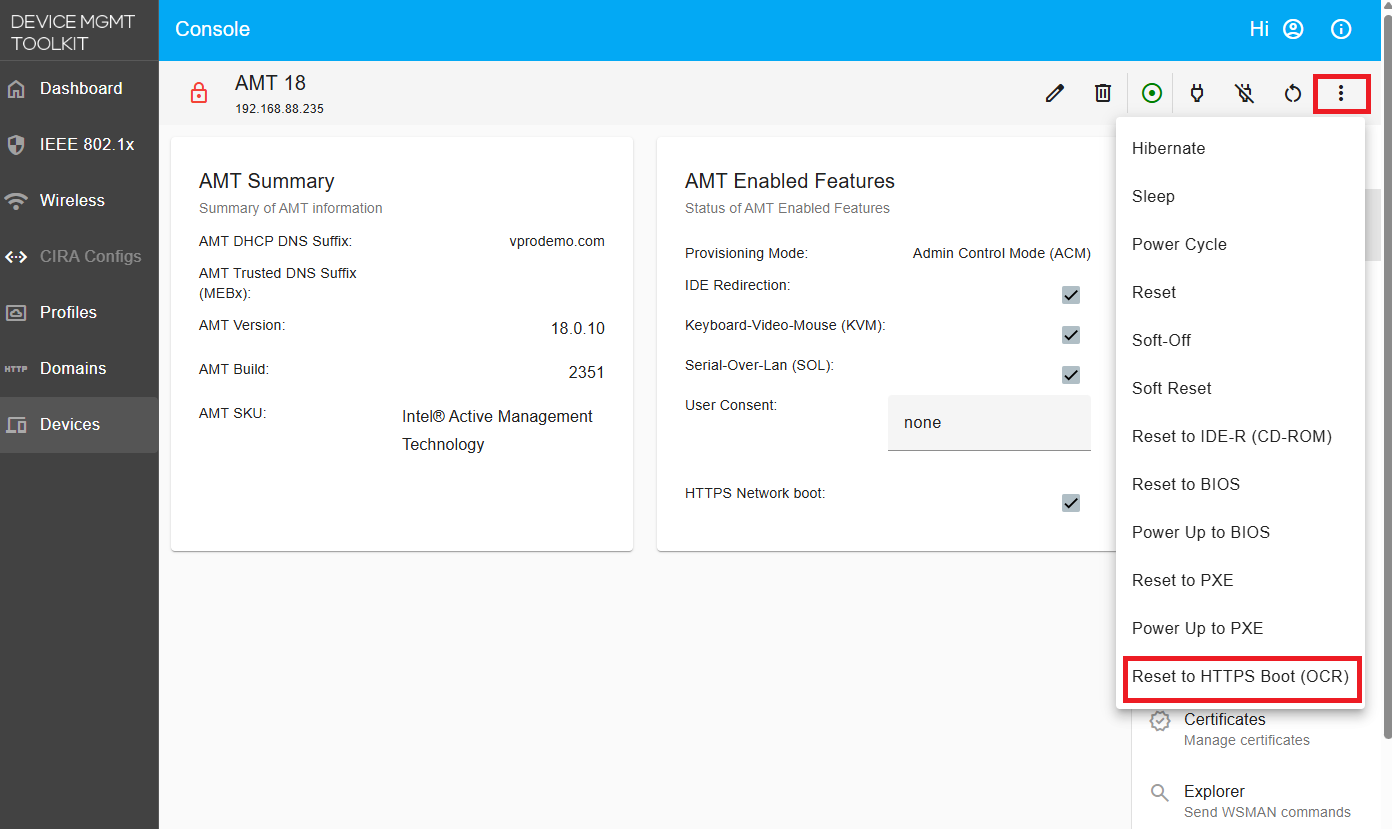 DEVICE MGMT
TOOLKIT
Console
Hi
Dashboard
IEEE 802.1x
Wireless
CIRA Configs
Profiles
HTTP
Domains
Devices
AMT 18
192.168.88.235
AMT Summary
Summary of AMT information
AMT DHCP DNS Suffix: vprodemo.com
AMT Trusted DNS Suffix
(MEBx):
AMT Version: 18.0.10
AMT Build: 2351
AMT SKU: Intel® Active Management
Technology
AMT Enabled Features
Status of AMT Enabled Features
Provisioning Mode: Admin Control Mode (ACM)
IDE Redirection:
Keyboard-Video-Mouse (KVM):
Serial-Over-Lan (SOL):
User Consent: none
HTTPS Network boot:
Hibernate
Sleep
Power Cycle
Reset
Soft-Off
Soft Reset
Reset to IDE-R (CD-ROM)
Reset to BIOS
Power Up to BIOS
Reset to PXE
Power Up to PXE
Reset to HTTPS Boot (OCR)
Certificates
Manage certificates
Explorer
Send WSMAN commands